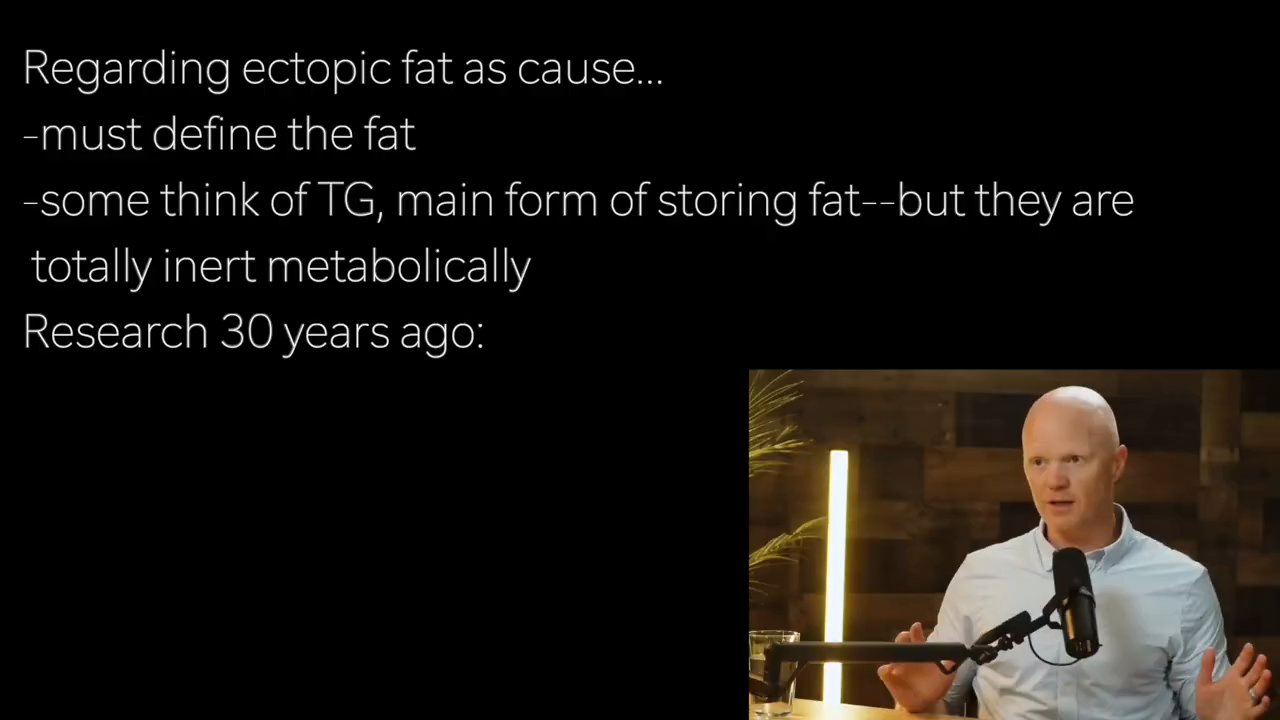 Regarding ectopic fat as cause...
-must define the fat
-some think of TG, main form of storing fat--but they are
totally inert metabolically
Research 30 years ago: